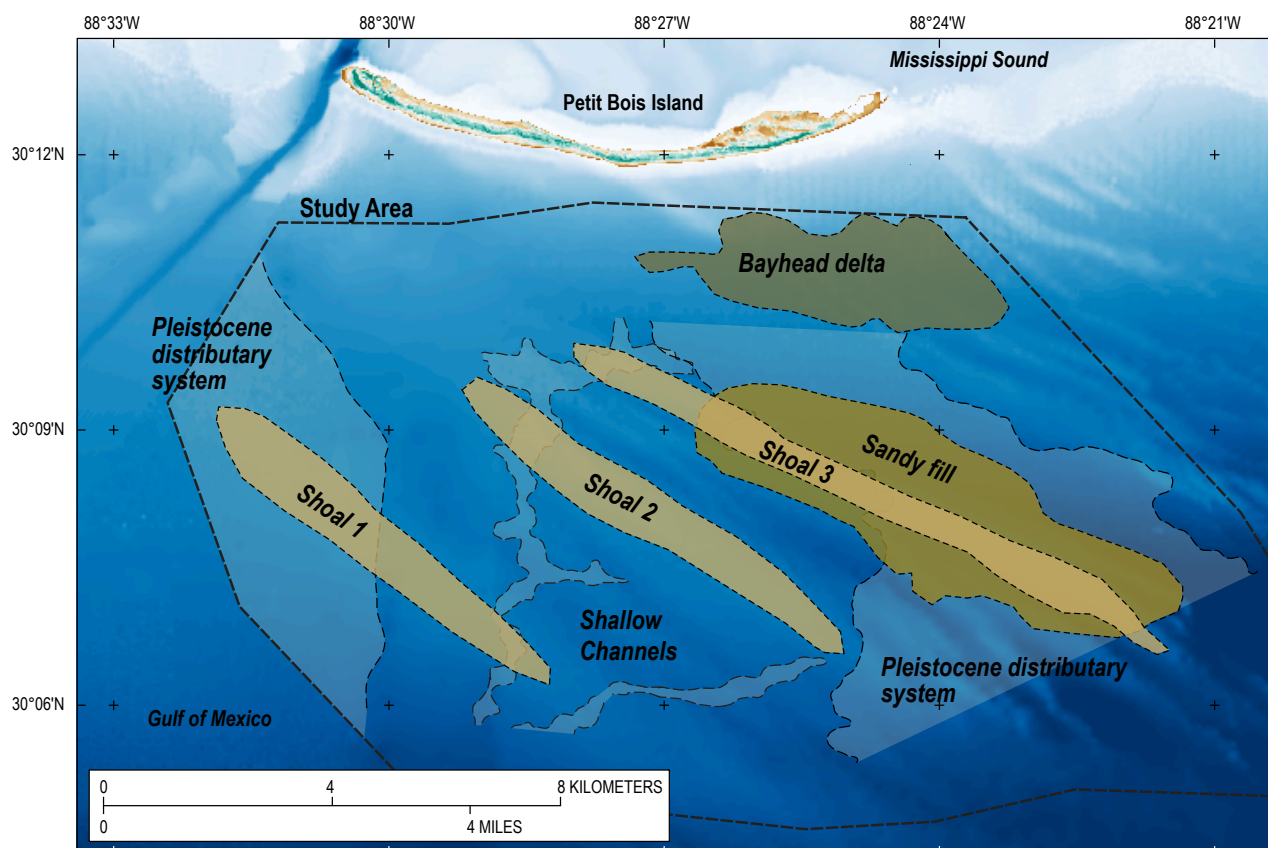 88°33'W 88°30'W 88°27'W 88°24'W 88°21'W
Mississippi Sound
Petit Bois Island
30°12'N
Study Area
Bayhead delta
Pleistocene
distributary
system
30°09'N
Sandy fill
Shoal 3
Shoal 2
Shoal 1
Shallow
Channels
Pleistocene distributary
system
30°06'N
Gulf of Mexico
0 4 8 KILOMETERS
0 4 MILES